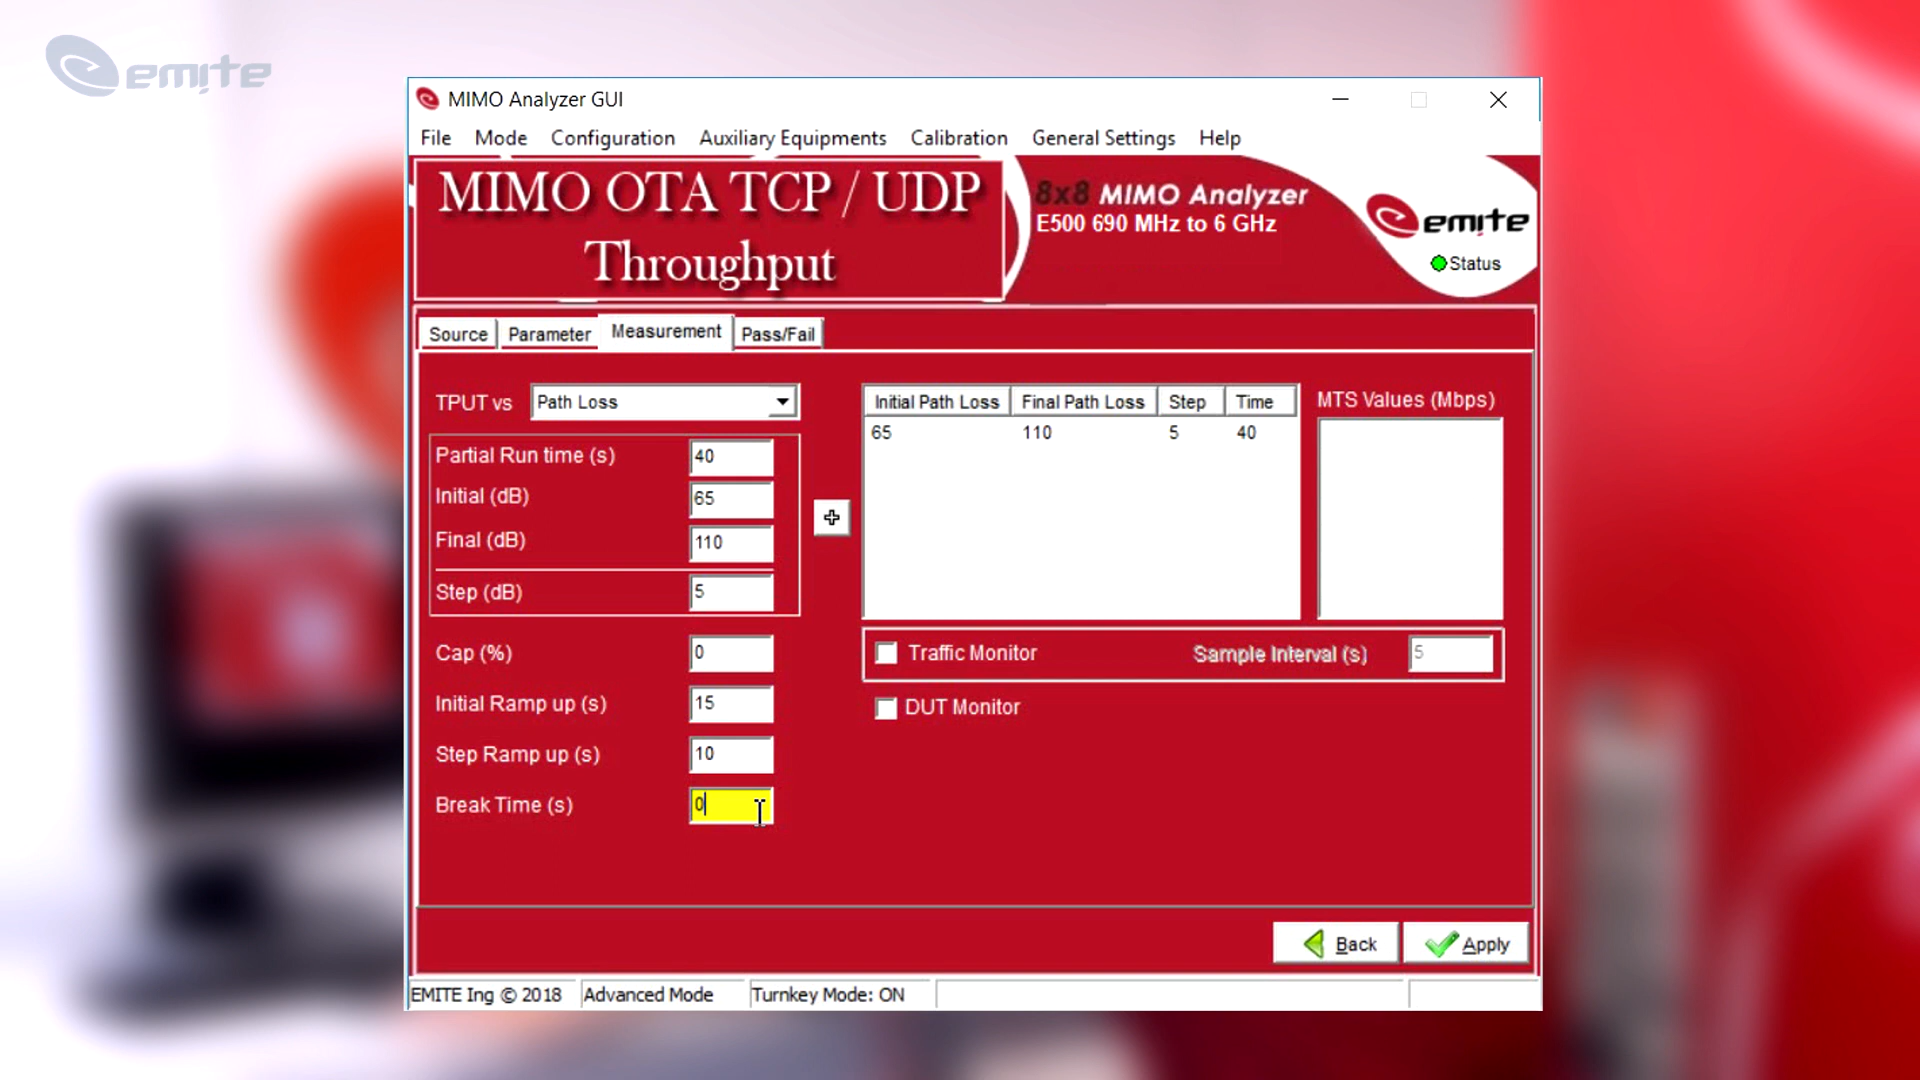 emite
MIMO Analyzer GUI
File Mode Configuration Auxiliary Equipments Calibration General Settings Help
MIMO OTA TCP / UDP
Throughput
8x8 MIMO Analyzer
E500 690 MHz to 6 GHz
emite
Status
Source Parameter Measurement Pass/Fail
TPUT vs Path Loss
Partial Run time (s) 40
Initial (dB) 65
Final (dB) 110
Step (dB) 5
Cap (%) 0
Initial Ramp up (s) 15
Step Ramp up (s) 10
Break Time (s) 0
Initial Path Loss Final Path Loss Step Time
65 110 5 40
MTS Values (Mbps)
Traffic Monitor Sample Interval (s) 5
DUT Monitor
Back Apply
EMITE Ing © 2018 Advanced Mode Turnkey Mode: ON